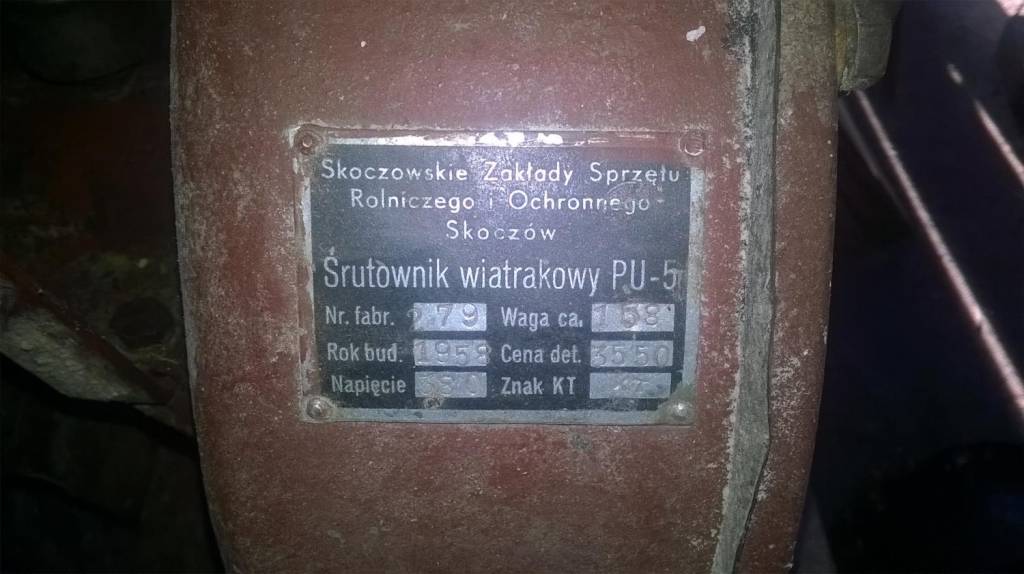 Skoczowskie Zakłady Sprzętu
Rolniczego i Ochronnego
Skoczów
Śrutownik wiatrakowy PU-5
Nr. fabr. 279 Waga ca. 158
Rok bud. 1958 Cena det. 3550
Napięcie 380 Znak KT